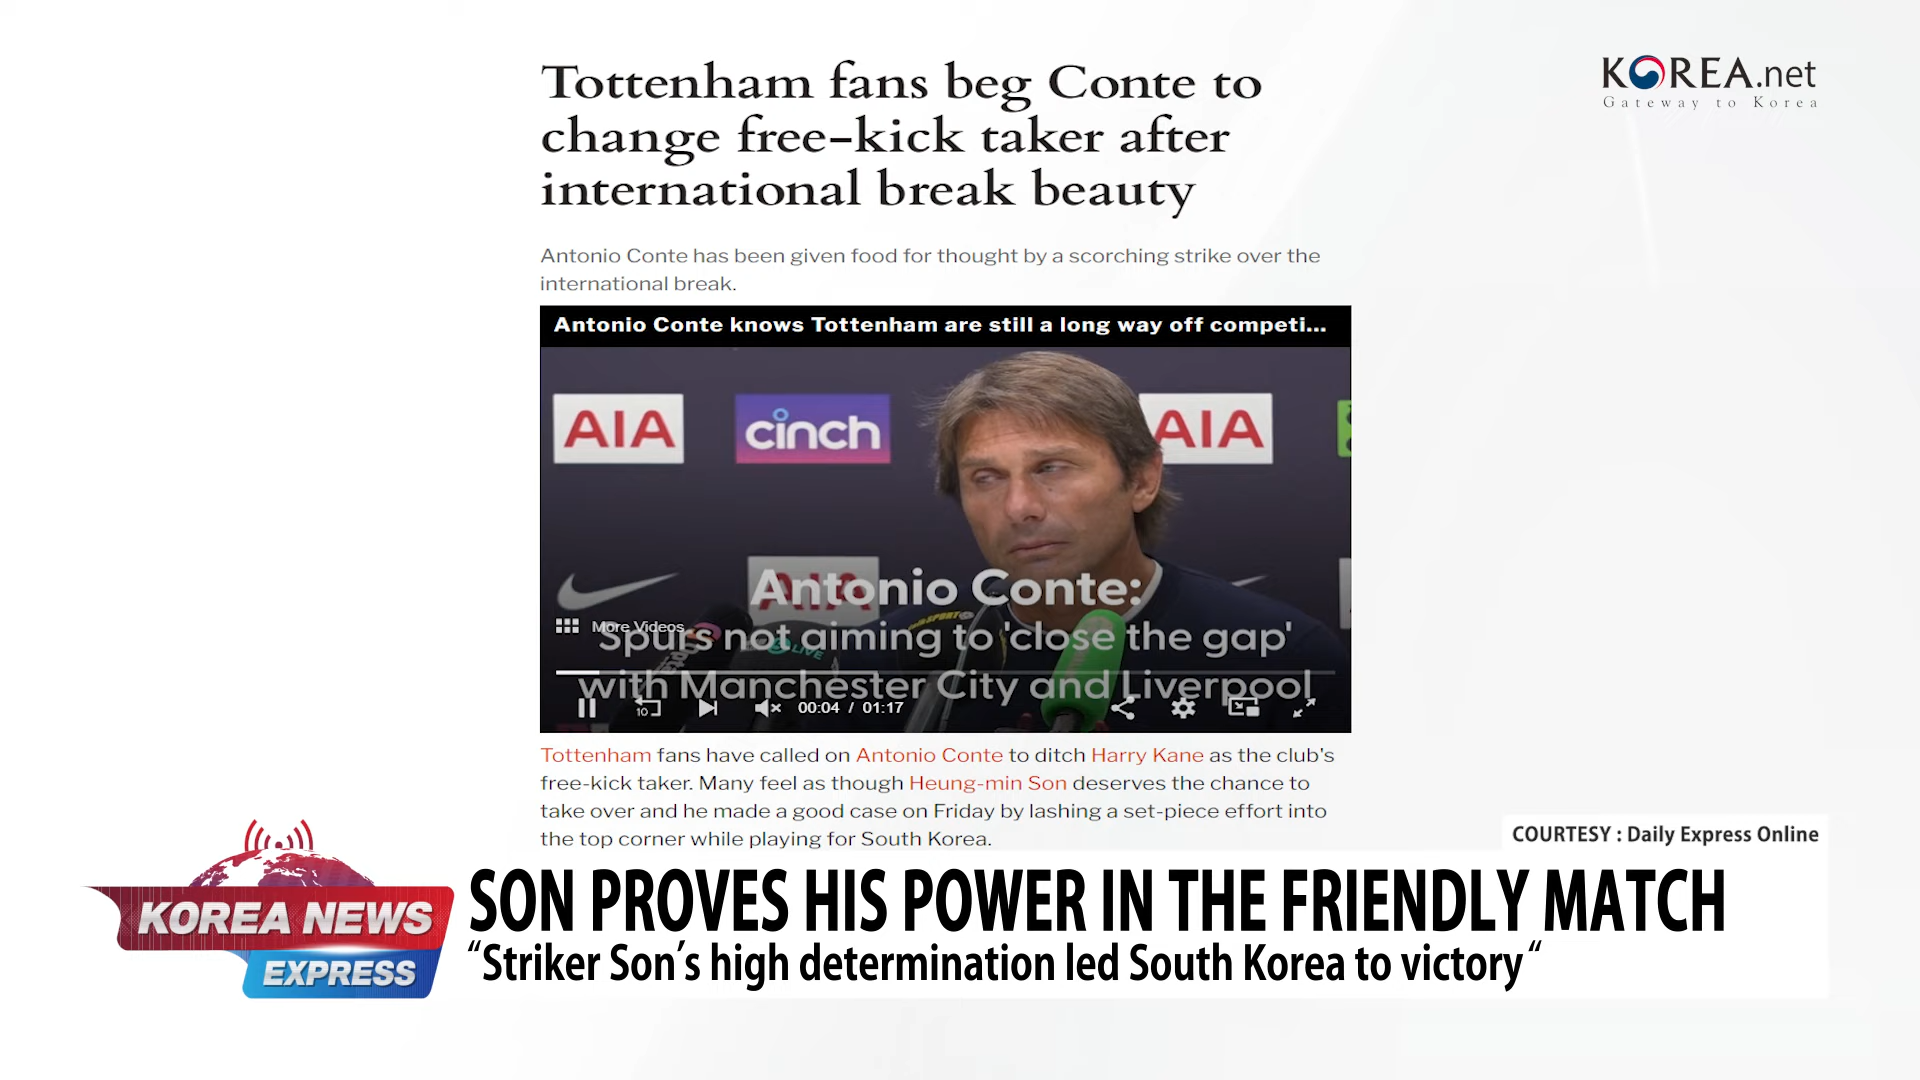 Tottenham fans beg Conte to
change free-kick taker after
international break beauty
KOREA.net
Gateway to Korea
Antonio Conte has been given food for thought by a scorching strike over the
international break.
Antonio Conte knows Tottenham are still a long way off competi...
AIA
cinch
AIA
AIA
Antonio Conte:
More Videos
Spurs not aiming to 'close the gap'
with Manchester City and Liverpool
SPORT
LIVE
10
00:04 / 01:17
Tottenham fans have called on Antonio Conte to ditch Harry Kane as the club's
free-kick taker. Many feel as though Heung-min Son deserves the chance to
take over and he made a good case on Friday by lashing a set-piece effort into
the top corner while playing for South Korea.
COURTESY : Daily Express Online
KOREA NEWS
EXPRESS
SON PROVES HIS POWER IN THE FRIENDLY MATCH
“Striker Son’s high determination led South Korea to victory“